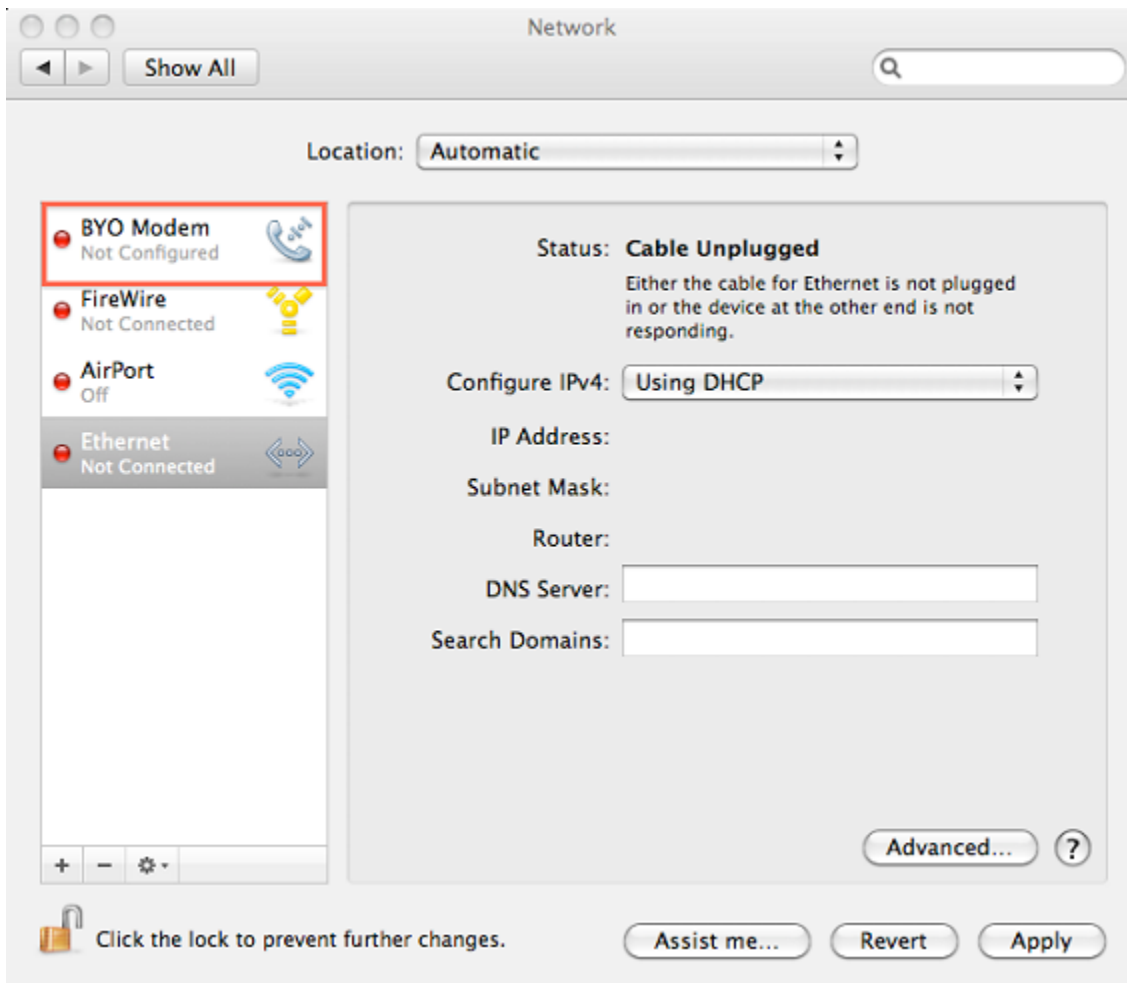 Network
Show All
Location: Automatic
BYO Modem
Not Configured
FireWire
Not Connected
AirPort
Off
Ethernet
Not Connected
Status: Cable Unplugged
Either the cable for Ethernet is not plugged
in or the device at the other end is not
responding.
Configure IPv4: Using DHCP
IP Address:
Subnet Mask:
Router:
DNS Server:
Search Domains:
Advanced... ?
Click the lock to prevent further changes.
Assist me... Revert Apply